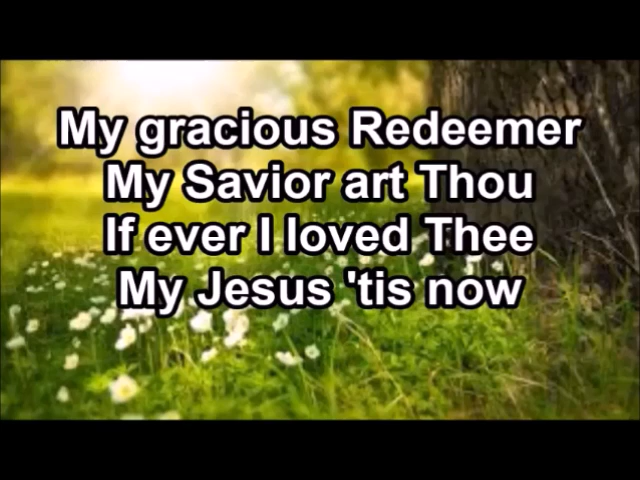 My gracious Redeemer
My Savior art Thou
If ever I loved Thee
My Jesus 'tis now